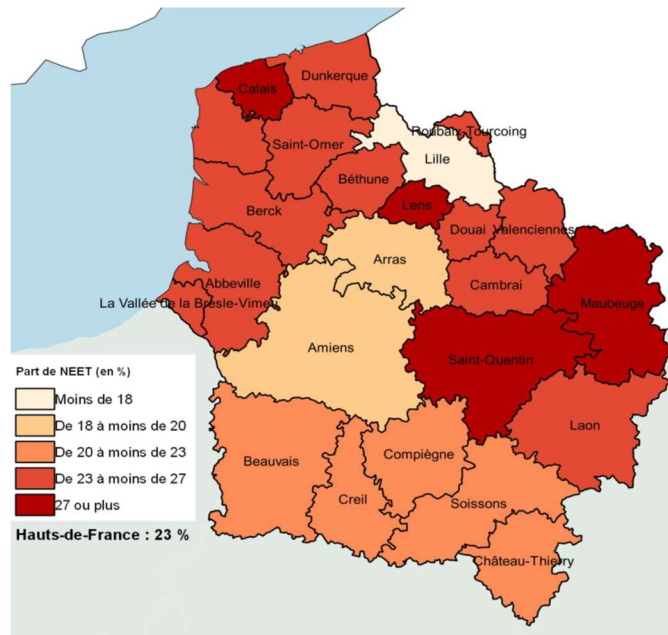 Dunkerque
Calais
Roubaix-Tourcoing
Saint-Omer
Lille
Béthune
Lens
Berck
Douai
Valenciennes
Arras
Abbeville
Cambrai
La Vallée de la Bresle-Vimeu
Maubeuge
Amiens
Saint-Quentin
Part de NEET (en %)
Moins de 18
De 18 à moins de 20
De 20 à moins de 23
De 23 à moins de 27
27 ou plus
Hauts-de-France : 23 %
Laon
Compiègne
Beauvais
Creil
Soissons
Château-Thierry